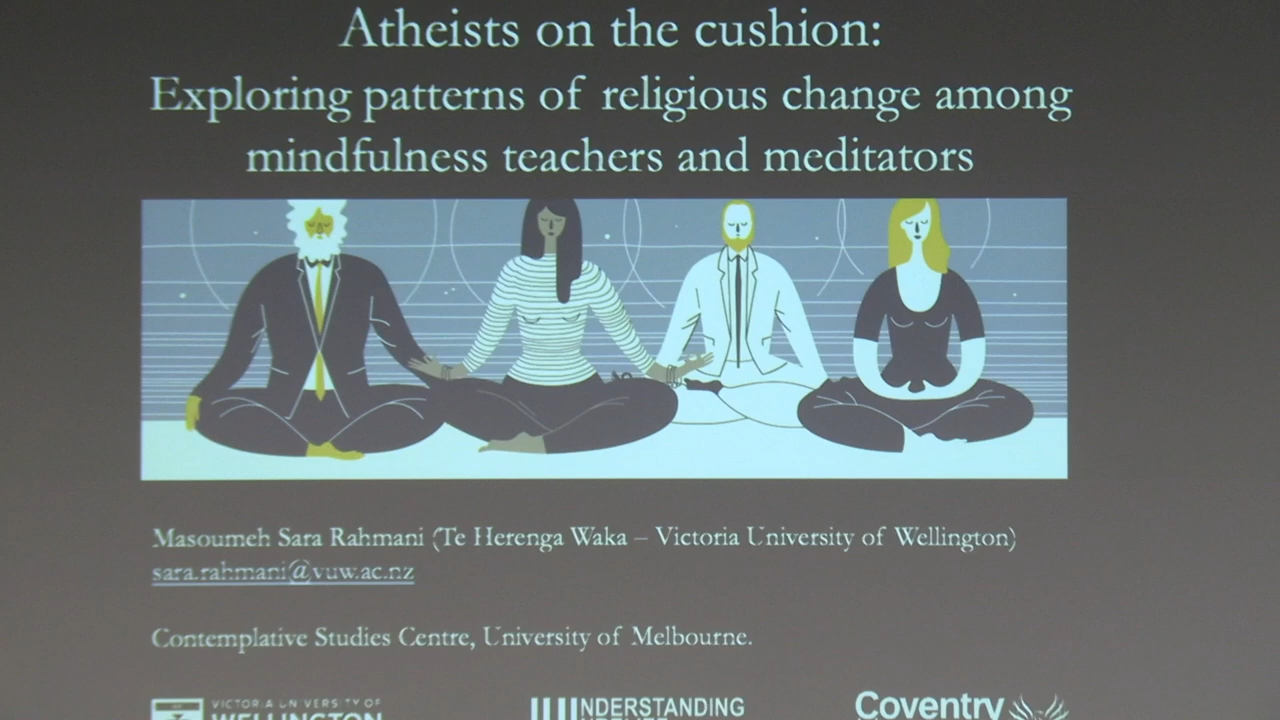 Atheists on the cushion:
Exploring patterns of religious change among
mindfulness teachers and meditators
Masoumeh Sara Rahmani (Te Herenga Waka – Victoria University of Wellington)
sara.rahmani@vuw.ac.nz
Contemplative Studies Centre, University of Melbourne.
VICTORIA UNIVERSITY OF
WELLINGTON
UNDERSTANDING
Coventry